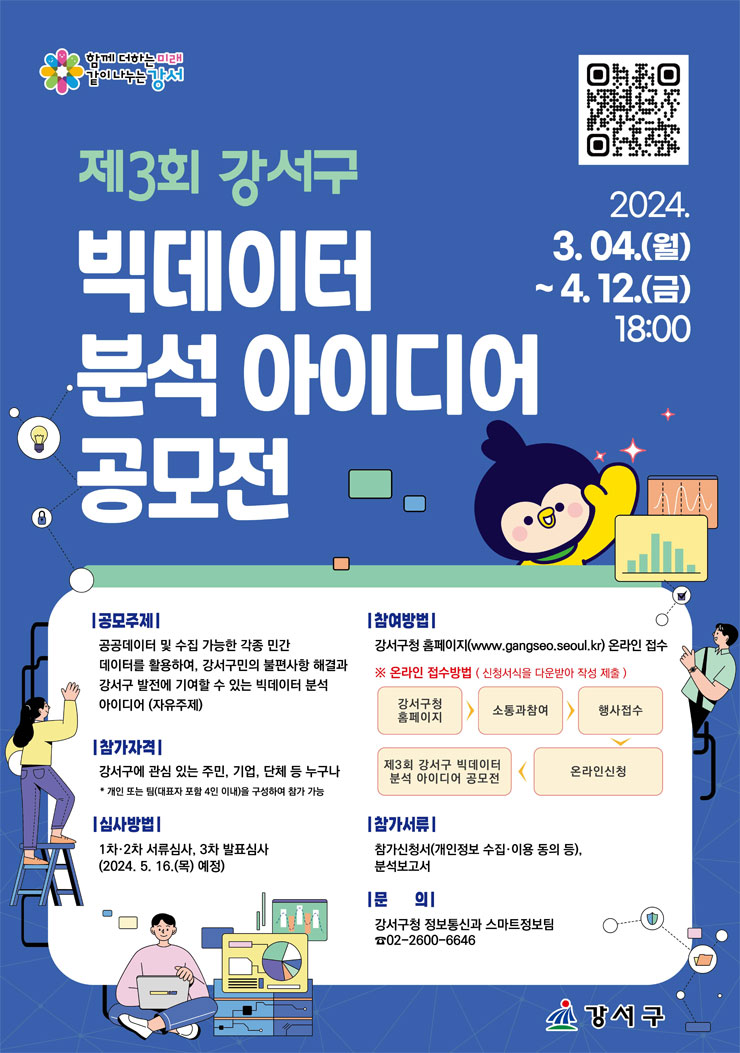 함께 더하는 미래
같이 나누는 강서
제3회 강서구
빅데이터
분석 아이디어
공모전
2024.
3. 04.(월)
~ 4. 12.(금)
18:00
|공모주제|
공공데이터 및 수집 가능한 각종 민간
데이터를 활용하여, 강서구민의 불편사항 해결과
강서구 발전에 기여할 수 있는 빅데이터 분석
아이디어 (자유주제)
|참가자격|
강서구에 관심 있는 주민, 기업, 단체 등 누구나
* 개인 또는 팀(대표자 포함 4인 이내)을 구성하여 참가 가능
|심사방법|
1차·2차 서류심사, 3차 발표심사
(2024. 5. 16.(목) 예정)
|참여방법|
강서구청 홈페이지(www.gangseo.seoul.kr) 온라인 접수
※ 온라인 접수방법 ( 신청서식을 다운받아 작성 제출 )
강서구청
홈페이지
소통과참여
행사접수
온라인신청
제3회 강서구 빅데이터
분석 아이디어 공모전
|참가서류|
참가신청서(개인정보 수집·이용 동의 등),
분석보고서
|문 의|
강서구청 정보통신과 스마트정보팀
☎02-2600-6646
강서구